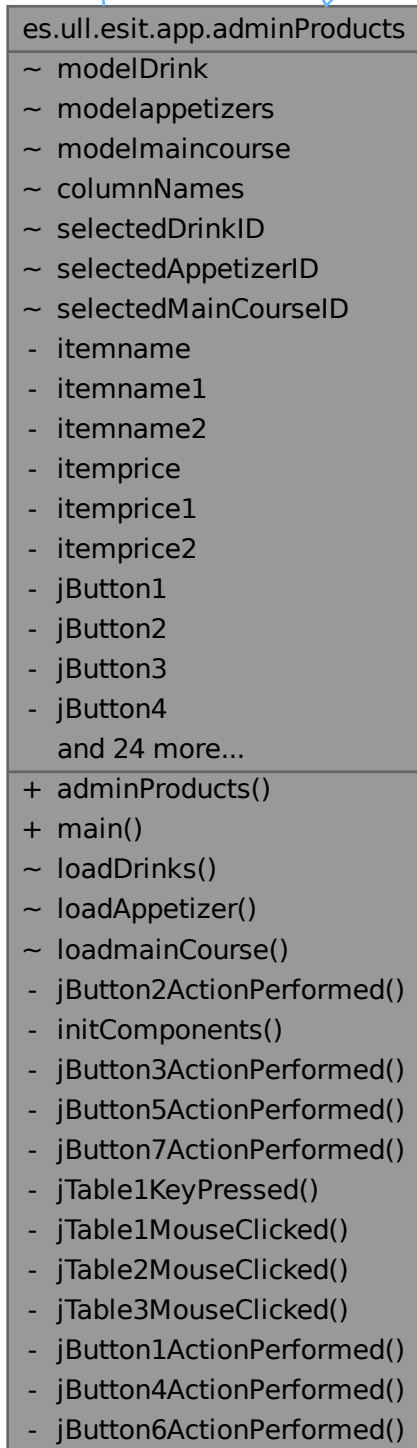 es.ull.esit.app.adminProducts
~ modelDrink
~ modelappetizers
~ modelmaincourse
~ columnNames
~ selectedDrinkID
~ selectedAppetizerID
~ selectedMainCourseID
- itemname
- itemname1
- itemname2
- itemprice
- itemprice1
- itemprice2
- jButton1
- jButton2
- jButton3
- jButton4
and 24 more...
+ adminProducts()
+ main()
~ loadDrinks()
~ loadAppetizer()
~ loadmainCourse()
- jButton2ActionPerformed()
- initComponents()
- jButton3ActionPerformed()
- jButton5ActionPerformed()
- jButton7ActionPerformed()
- jTable1KeyPressed()
- jTable1MouseClicked()
- jTable2MouseClicked()
- jTable3MouseClicked()
- jButton1ActionPerformed()
- jButton4ActionPerformed()
- jButton6ActionPerformed()